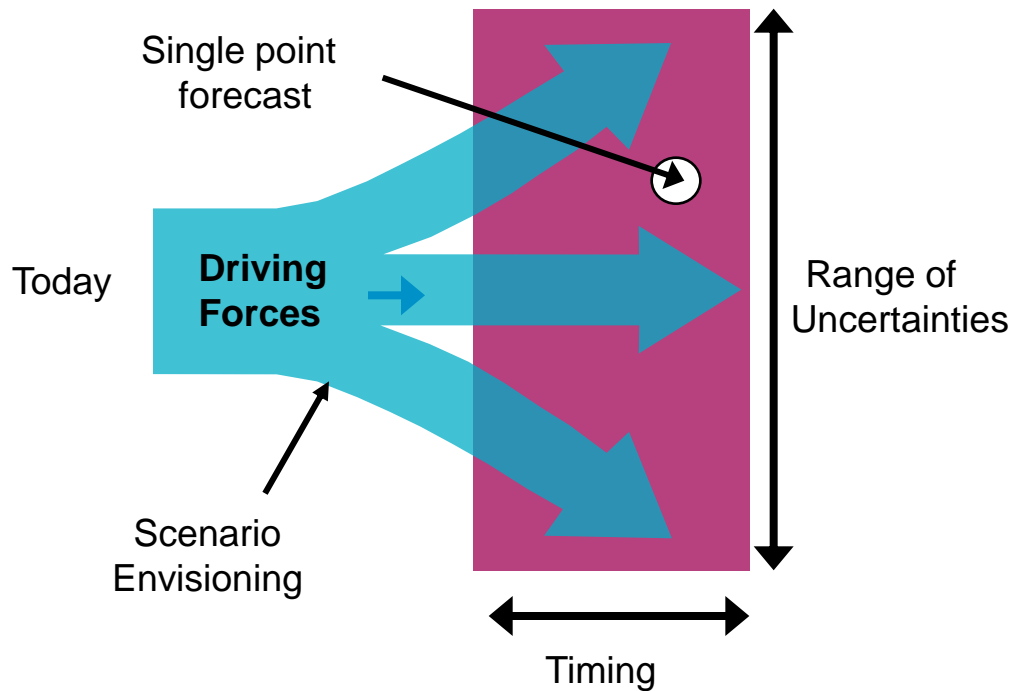 Single point
forecast
Today
Driving
Forces
Range of
Uncertainties
Scenario
Envisioning
Timing